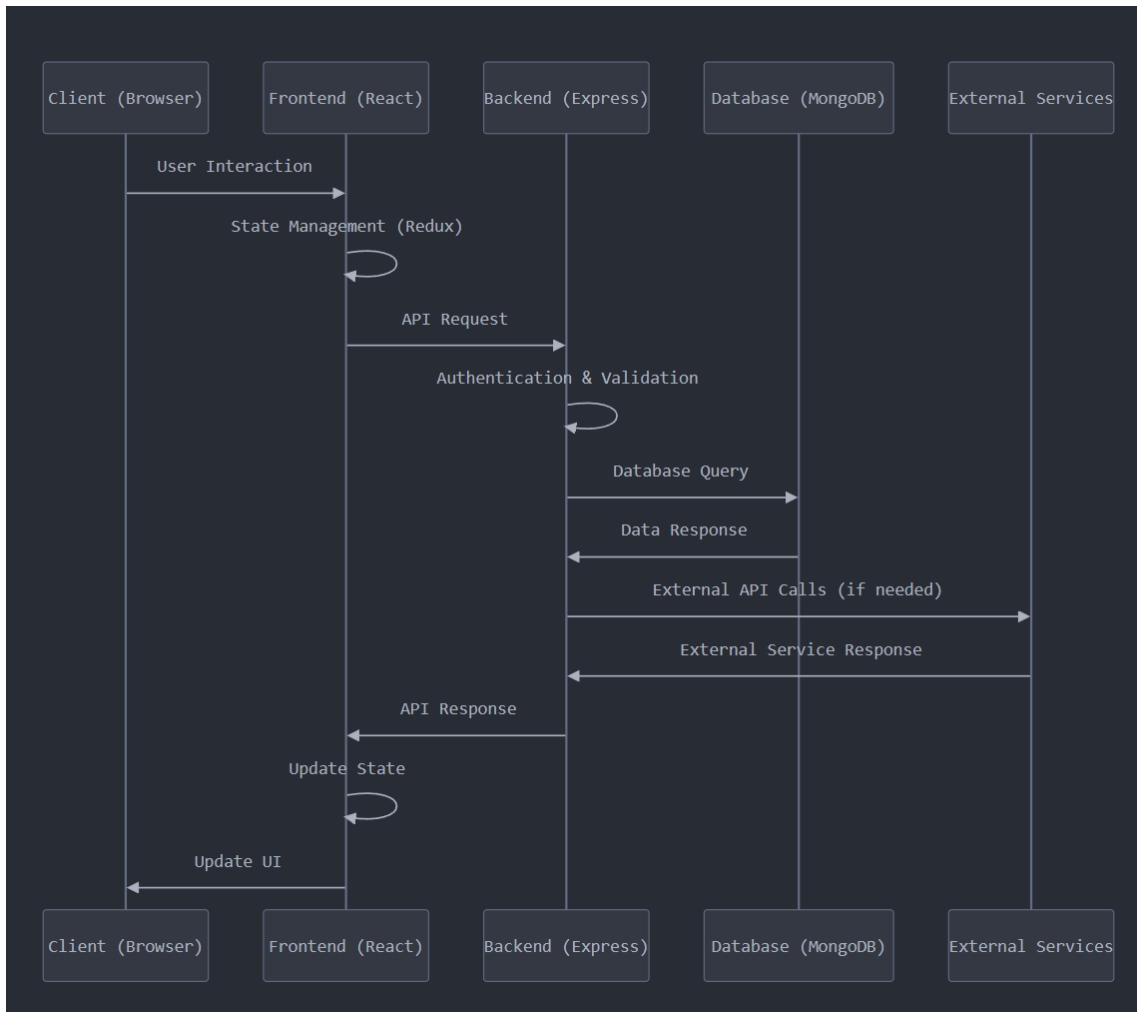 Client (Browser)
Frontend (React)
Backend (Express)
Database (MongoDB)
External Services
User Interaction
State Management (Redux)
API Request
Authentication & Validation
Database Query
Data Response
External API Calls (if needed)
External Service Response
API Response
Update State
Update UI
Client (Browser)
Frontend (React)
Backend (Express)
Database (MongoDB)
External Services